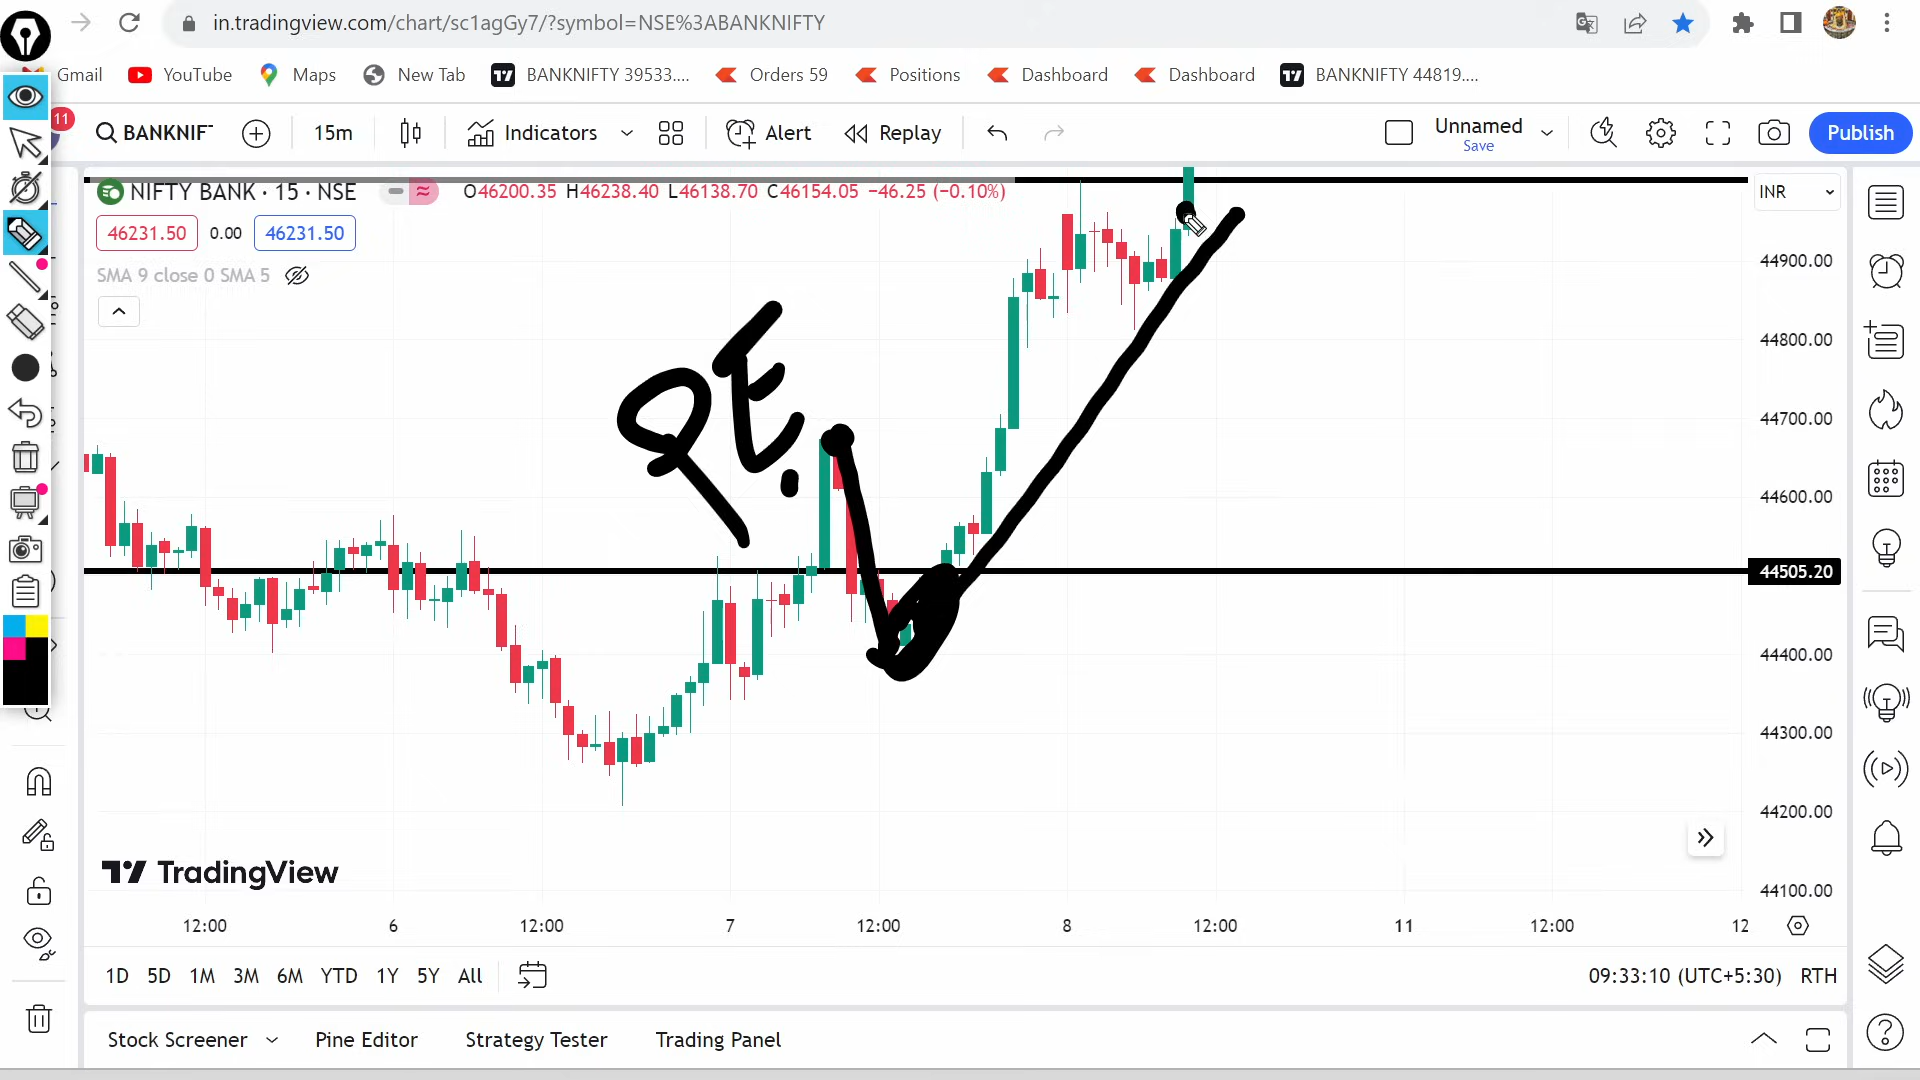 in.tradingview.com/chart/sc1agGy7/?symbol=NSE%3ABANKNIFTY
Gmail YouTube Maps New Tab BANKNIFTY 39533.... Orders 59 Positions Dashboard Dashboard BANKNIFTY 44819....
11 BANKNIF 15m Indicators Alert Replay Unnamed Save Publish
NIFTY BANK · 15 · NSE O46200.35 H46238.40 L46138.70 C46154.05 −46.25 (−0.10%) INR
46231.50 0.00 46231.50
SMA 9 close 0 SMA 5
PE
44900.00
44800.00
44700.00
44600.00
44505.20
44400.00
44300.00
44200.00
44100.00
TradingView
12:00 6 12:00 7 12:00 8 12:00 11 12:00 12
1D 5D 1M 3M 6M YTD 1Y 5Y All 09:33:10 (UTC+5:30) RTH
Stock Screener Pine Editor Strategy Tester Trading Panel